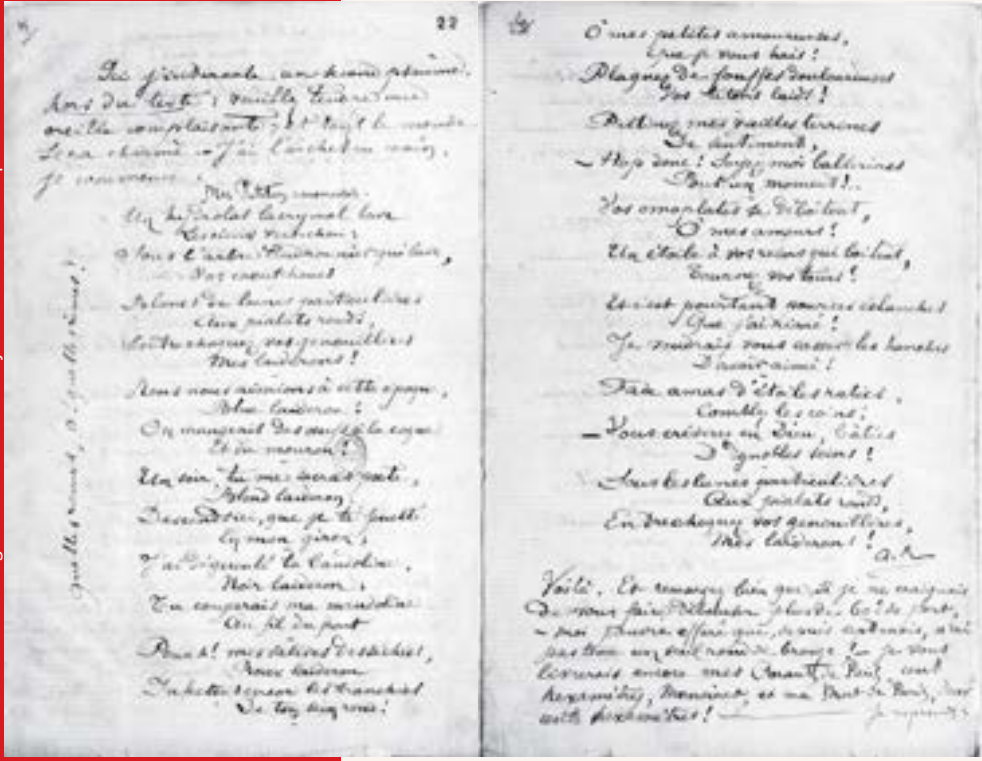 22
Ici j'intercale un second psaume,
hors du texte : veuillez tendre une
oreille complaisante, et tout le monde
sera charmé. — J'ai l'archet en main,
je commence :
Mes Petites amoureuses.
Un hydrolat lacrymal lave
Les cieux vert-chou :
Sous l'arbre tendronnier qui bave,
Vos caoutchoucs
Blancs de lunes particulières
Aux pialats ronds,
Entrechoquez vos genouillères
Mes laiderons !
Nous nous aimions à cette époque,
Bleu laideron !
On mangeait des œufs à la coque
Et du mouron !
Un soir, tu me sacras poète,
Blond laideron :
Descends ici, que je te fouette
En mon giron ;
J'ai dégueulé ta bandoline,
Noir laideron ;
Tu couperais ma mandoline
Au fil du front
Pouah ! mes salives desséchées,
Roux laideron
Infectent encor les tranchées
De ton sein rond !
quelles rimes, ô ! quelles rimes !
Ô mes petites amoureuses,
Que je vous hais !
Plaquez de fouffes douloureuses
Vos tétons laids !
Piétinez mes vieilles terrines
De sentiment ;
— Hop donc ! Soyez-moi ballerines
Pour un moment !..
Vos omoplates se déboîtent,
Ô mes amours !
Une étoile à vos reins qui boitent,
Tournez vos tours !
Et c'est pourtant pour ces éclanches
Que j'ai rimé !
Je voudrais vous casser les hanches
D'avoir aimé !
Fade amas d'étoiles ratées,
Comblez les coins !
— Vous crèverez en Dieu, bâtées
D'ignobles soins !
Sous les lunes particulières
Aux pialats ronds,
Entrechoquez vos genouillères,
Mes laiderons !
A. R.
Voilà. Et remarquez bien que, si je ne craignais
de vous faire débourser plus de 60 c. de port,
— moi pauvre effaré qui, depuis sept mois, n'ai
pas tenu un seul rond de bronze ! — je vous
livrerais encore mes Amants de Paris, cent
hexamètres, Monsieur, et ma Mort de Paris, deux
cents hexamètres ! —
Je reprends :